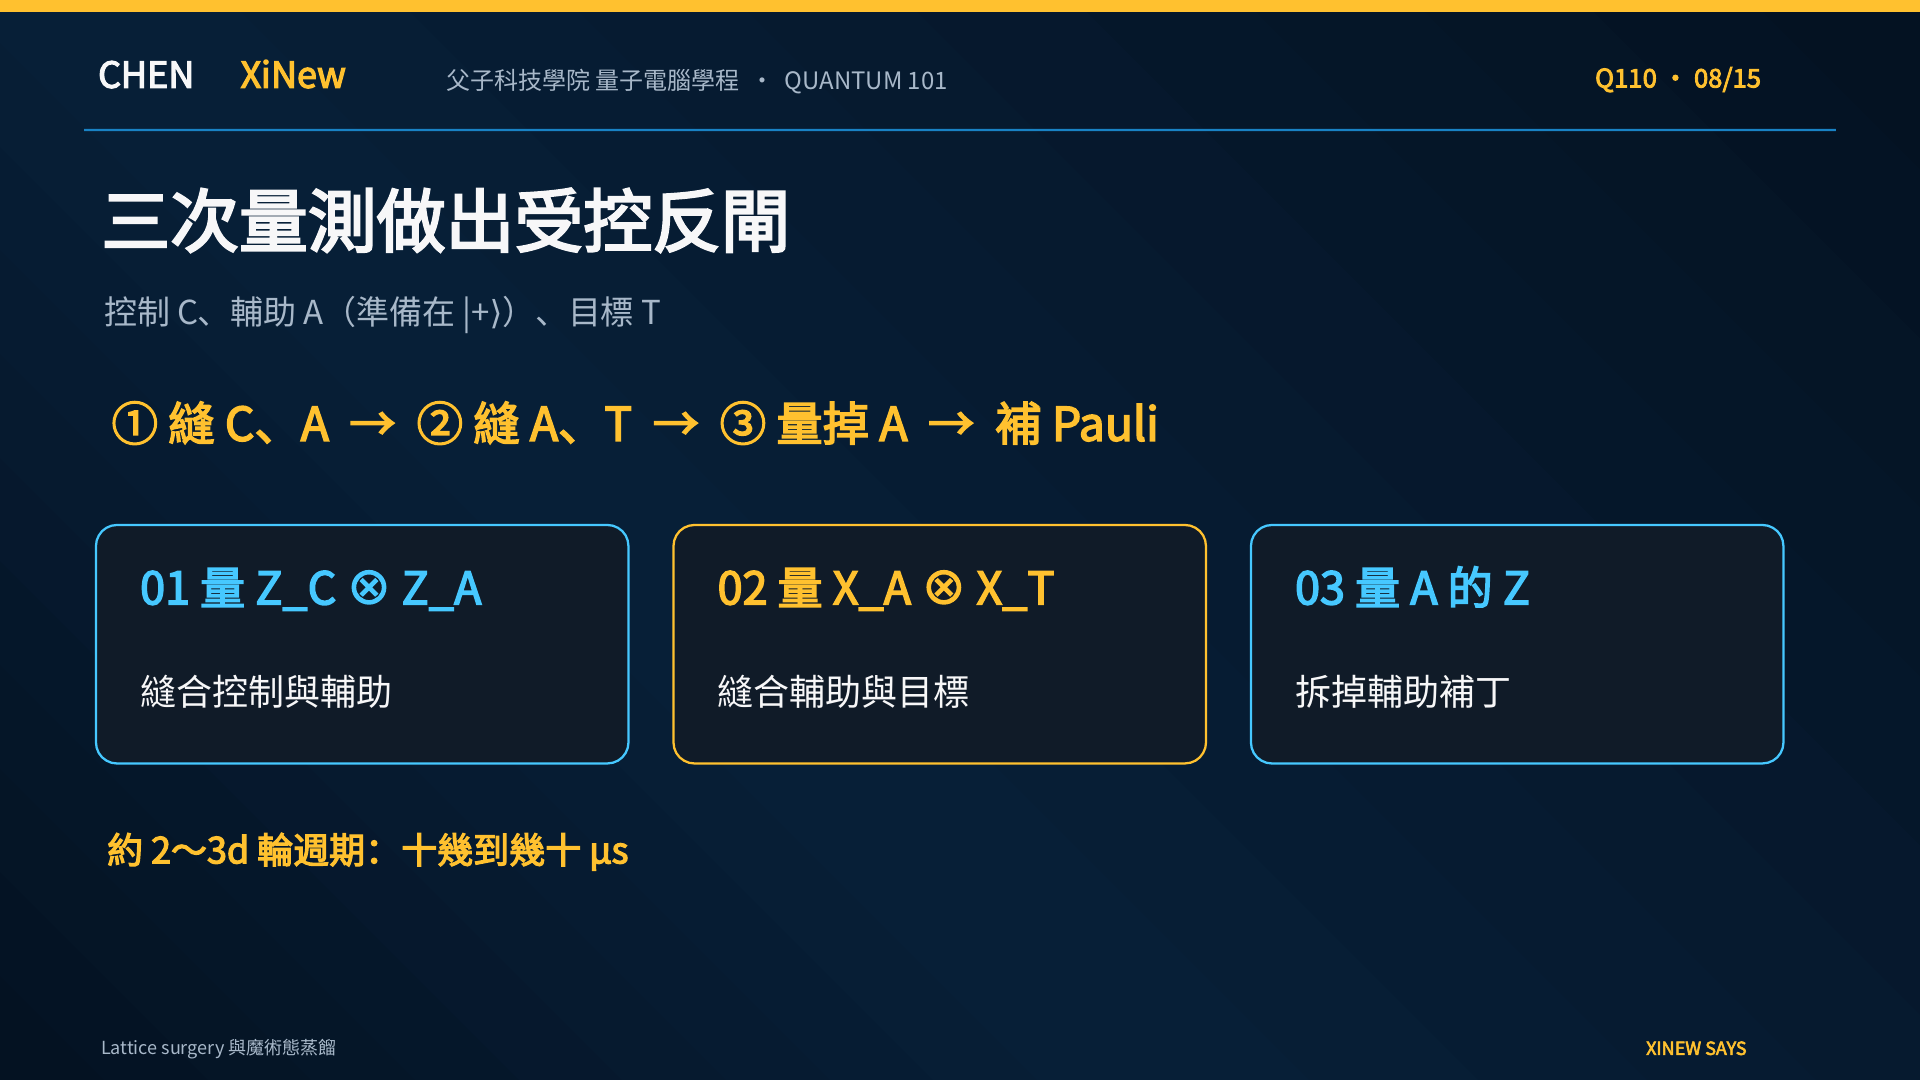 CHEN XiNew 父子科技學院 量子電腦學程 · QUANTUM 101 Q110 · 08/15
三次量測做出受控反閘
控制 C、輔助 A（準備在 |+⟩）、目標 T
① 縫 C、A → ② 縫 A、T → ③ 量掉 A → 補 Pauli
01 量 Z_C ⊗ Z_A
縫合控制與輔助
02 量 X_A ⊗ X_T
縫合輔助與目標
03 量 A 的 Z
拆掉輔助補丁
約 2～3d 輪週期：十幾到幾十 μs
Lattice surgery 與魔術態蒸餾
XINEW SAYS